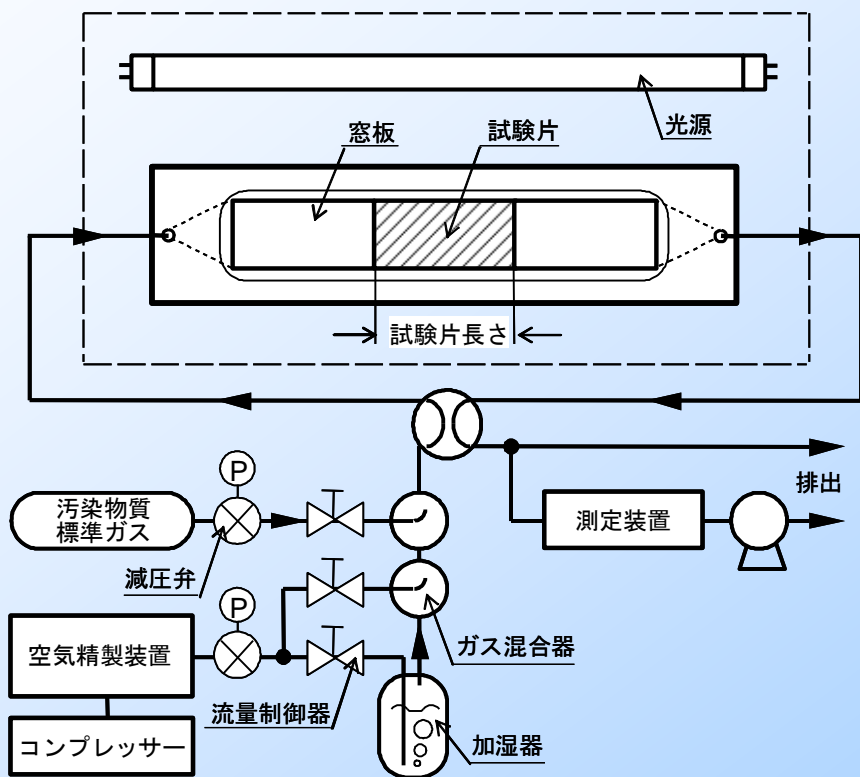 光源
窓板
試験片
試験片長さ
P
汚染物質
標準ガス
減圧弁
測定装置
排出
P
空気精製装置
ガス混合器
流量制御器
コンプレッサー
加湿器